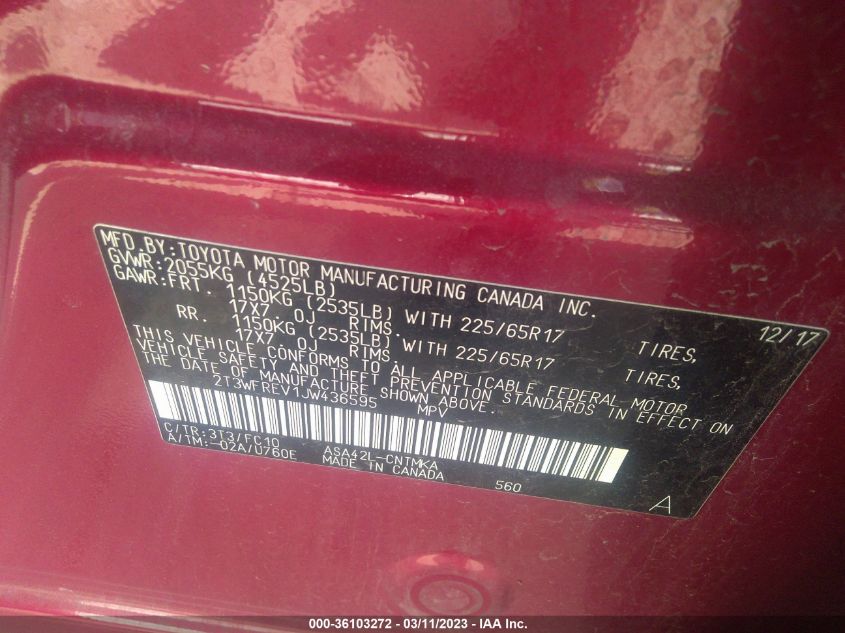 MFD.BY:TOYOTA MOTOR MANUFACTURING CANADA INC.
GVWR:2055KG (4525LB) 12/17
GAWR:FRT. 1150KG (2535LB) WITH 225/65R17 TIRES,
17X7. 0J RIMS.
RR. 1150KG (2535LB) WITH 225/65R17 TIRES,
17X7 0J RIMS.
THIS VEHICLE CONFORMS TO ALL APPLICABLE FEDERAL MOTOR
VEHICLE SAFETY AND THEFT PREVENTION STANDARDS IN EFFECT ON
THE DATE OF MANUFACTURE SHOWN ABOVE.
2T3WFREV1JW436595 MPV
C/TR:3T3/FC10 ASA42L-CNTMKA
A/TM:-02A/U760E MADE IN CANADA 560 A
000-36103272 - 03/11/2023 - IAA Inc.